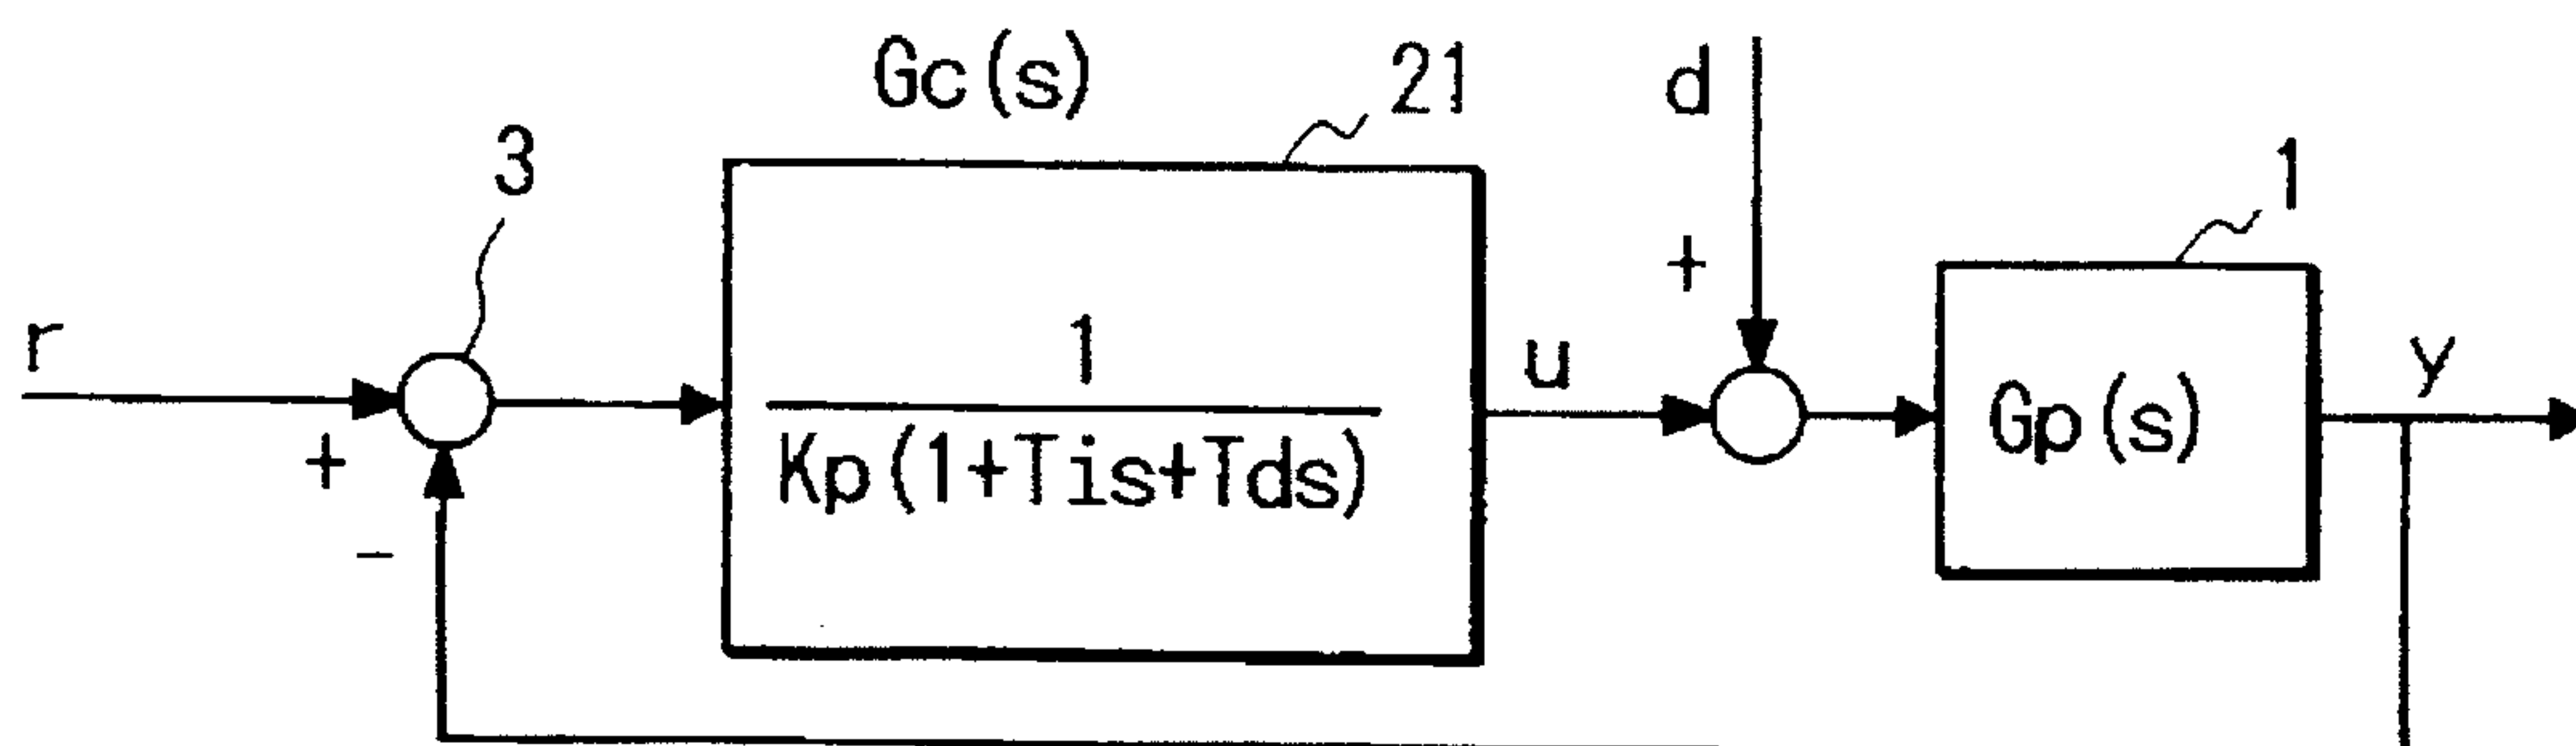 Gc(s)
21
d
3
1
+
r
1
u
y
Kp(1+Tis+Tds)
Gp(s)
+
-